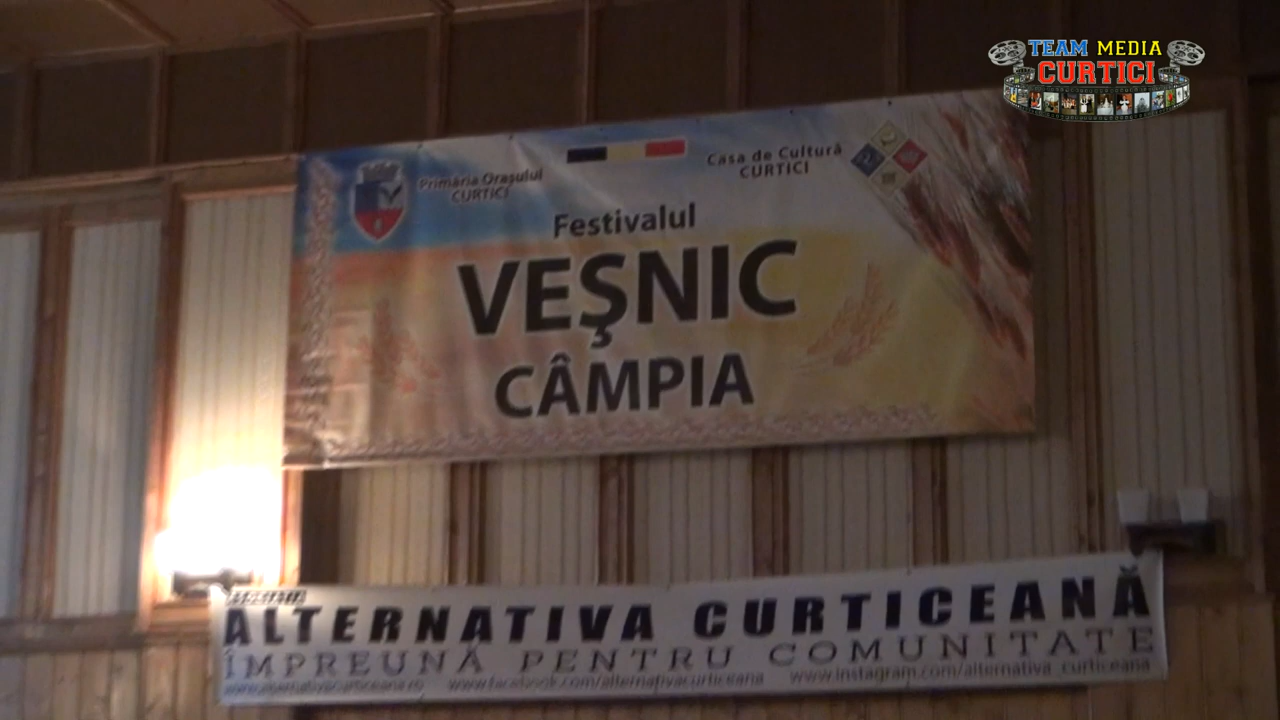 TEAM MEDIA
CURTICI
Primăria Orașului
CURTICI
Casa de Cultură
CURTICI
Festivalul
VEŞNIC
CÂMPIA
ALTERNATIVA CURTICEANĂ
ÎMPREUNĂ PENTRU COMUNITATE
www.alternativacurticeana.ro www.facebook.com/alternativacurticeana www.instagram.com/alternativa_curticeana